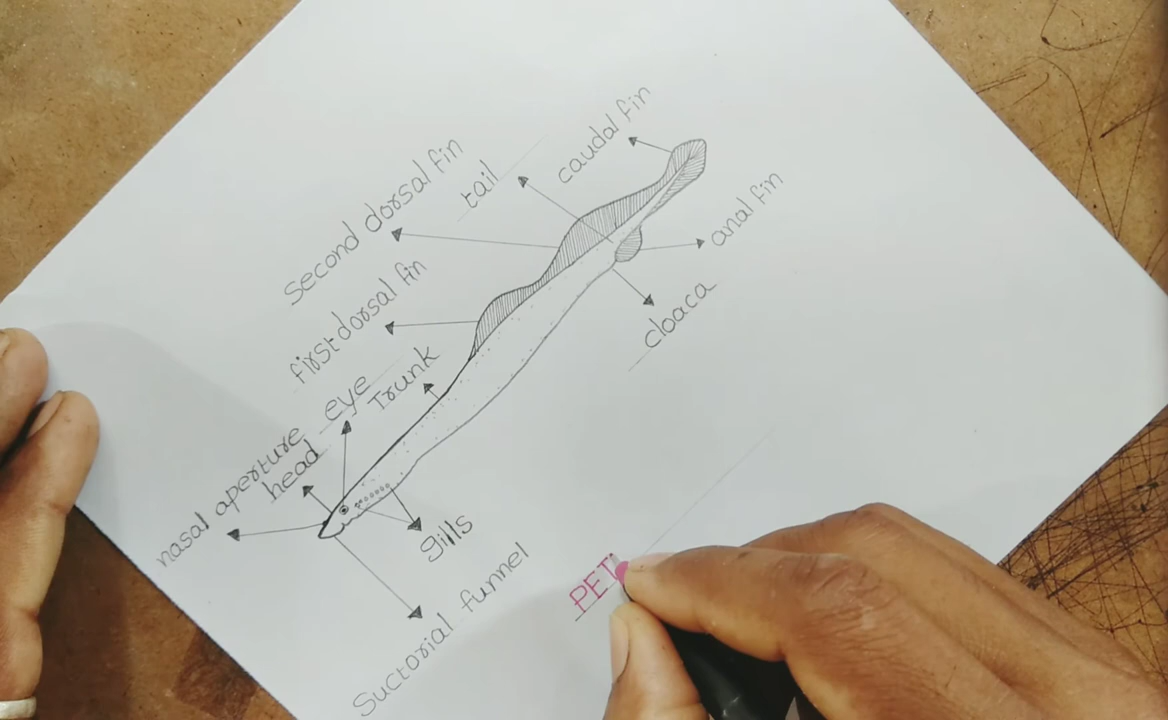 caudal fin
second dorsal fin
tail
anal fin
first dorsal fin
cloaca
eye
Trunk
nasal aperture
head
gills
Suctorial funnel
PET